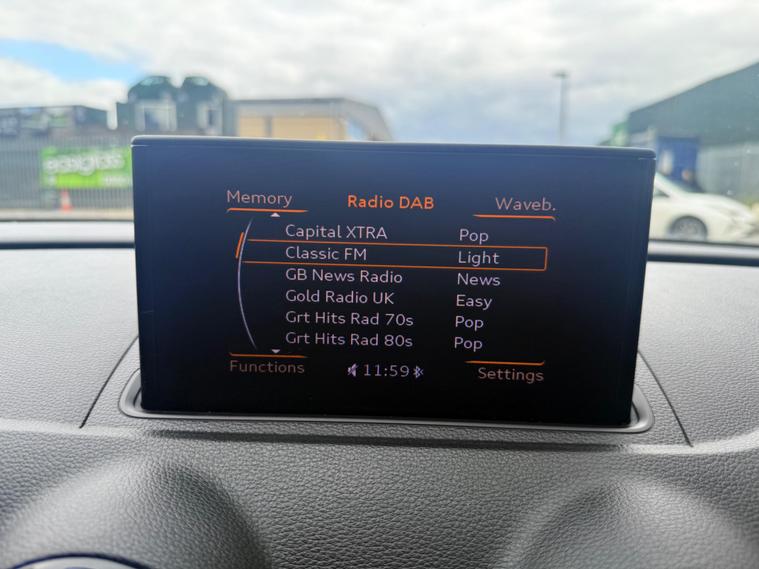 Memory Radio DAB Waveb.
Capital XTRA Pop
Classic FM Light
GB News Radio News
Gold Radio UK Easy
Grt Hits Rad 70s Pop
Grt Hits Rad 80s Pop
Functions 11:59 Settings